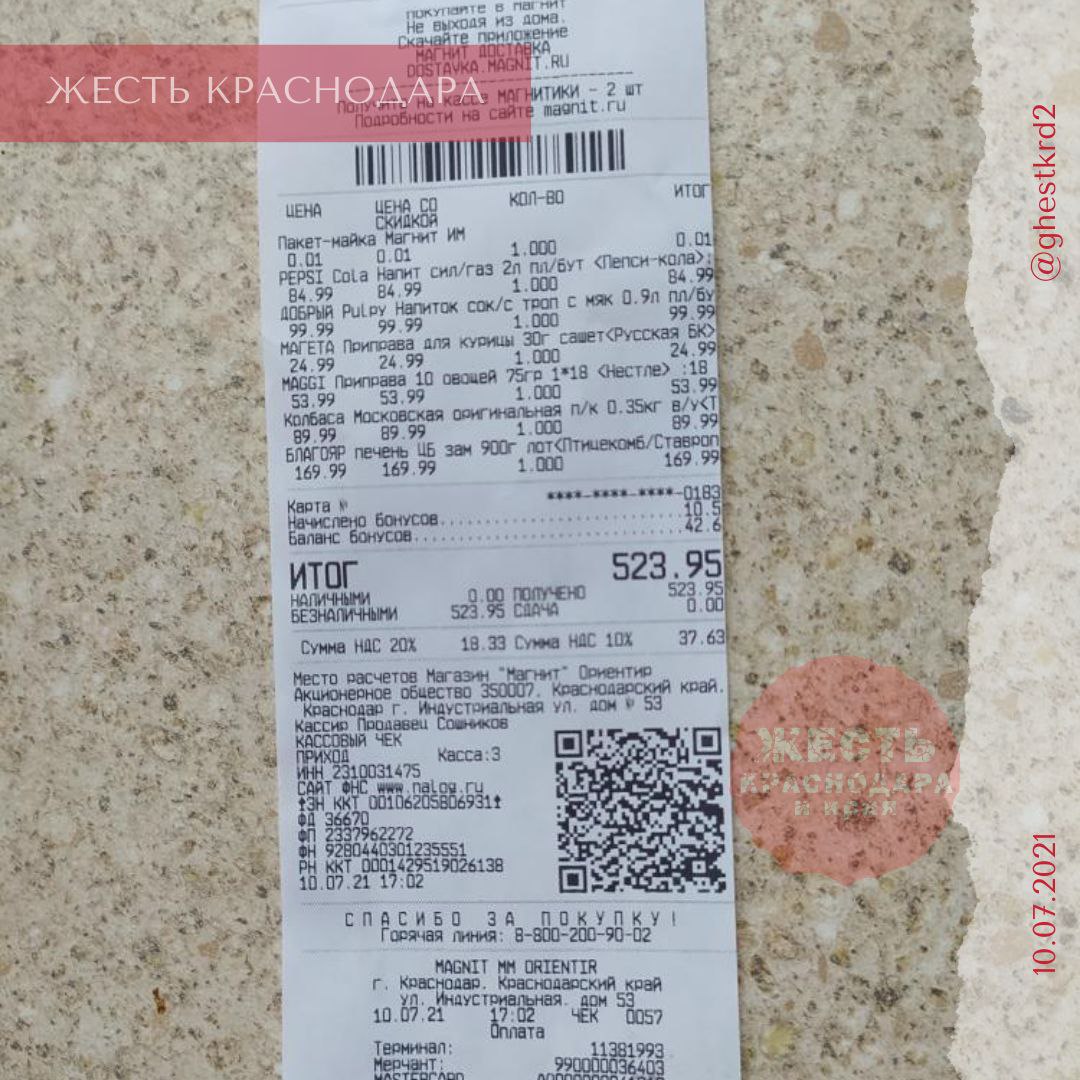 покупайте в Магнит
Не выходя из дома.
Скачайте приложение
МАГНИТ ДОСТАВКА
DOSTAVKA.MAGNIT.RU
ЖЕСТЬ КРАСНОДАРА
Получите на кассе МАГНИТИКИ - 2 шт
Подробности на сайте magnit.ru
ЦЕНА ЦЕНА СО СКИДКОЙ КОЛ-ВО ИТОГ
Пакет-майка Магнит ИМ
0.01 0.01 1.000 0.01
PEPSI Cola Напит сил/газ 2л пл/бут <Пепси-кола>:
84.99 84.99 1.000 84.99
ДОБРЫЙ Pulpy Напиток сок/с троп с мяк 0.9л пл/бу
99.99 99.99 1.000 99.99
МАГЕТА Приправа для курицы 30г сашет<Русская БК>
24.99 24.99 1.000 24.99
MAGGI Приправа 10 овощей 75гр 1*18 <Нестле> :18
53.99 53.99 1.000 53.99
Колбаса Московская оригинальная п/к 0.35кг в/у<Т
89.99 89.99 1.000 89.99
БЛАГОЯР печень ЦБ зам 900г лот<Птицекомб/Ставроп
169.99 169.99 1.000 169.99
Карта № ****-****-****-0183
Начислено бонусов 10.5
Баланс бонусов 42.6
ИТОГ 523.95
НАЛИЧНЫМИ 0.00 ПОЛУЧЕНО 523.95
БЕЗНАЛИЧНЫМИ 523.95 СДАЧА 0.00
Сумма НДС 20% 18.33 Сумма НДС 10% 37.63
Место расчетов Магазин "Магнит" Ориентир
Акционерное общество 350007, Краснодарский край,
Краснодар г, Индустриальная ул, дом № 53
Кассир Продавец Сошников
КАССОВЫЙ ЧЕК
ПРИХОД Касса:3
ИНН 2310031475
САЙТ ФНС www.nalog.ru
ЗН ККТ 00106205806931
ФД 36670
ФП 2337962272
ФН 9280440301235551
РН ККТ 0001429519026138
10.07.21 17:02
СПАСИБО ЗА ПОКУПКУ!
Горячая линия: 8-800-200-90-02
MAGNIT MM ORIENTIR
г. Краснодар, Краснодарский край
ул. Индустриальная, дом 53
10.07.21 17:02 ЧЕК 0057
Оплата
Терминал: 11381993
Мерчант: 990000036403
MASTERCARD
@ghestkrd2
ЖЕСТЬ
КРАСНОДАРА
и края
10.07.2021